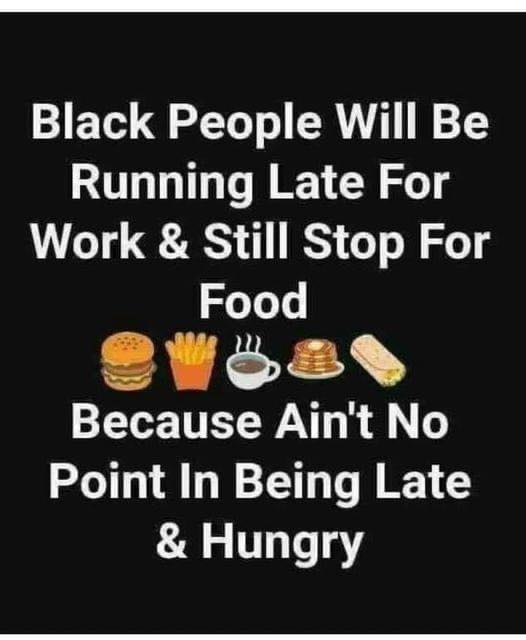 Black People Will Be
Running Late For
Work & Still Stop For
Food
🍔🍟☕🥞🌯
Because Ain't No
Point In Being Late
& Hungry